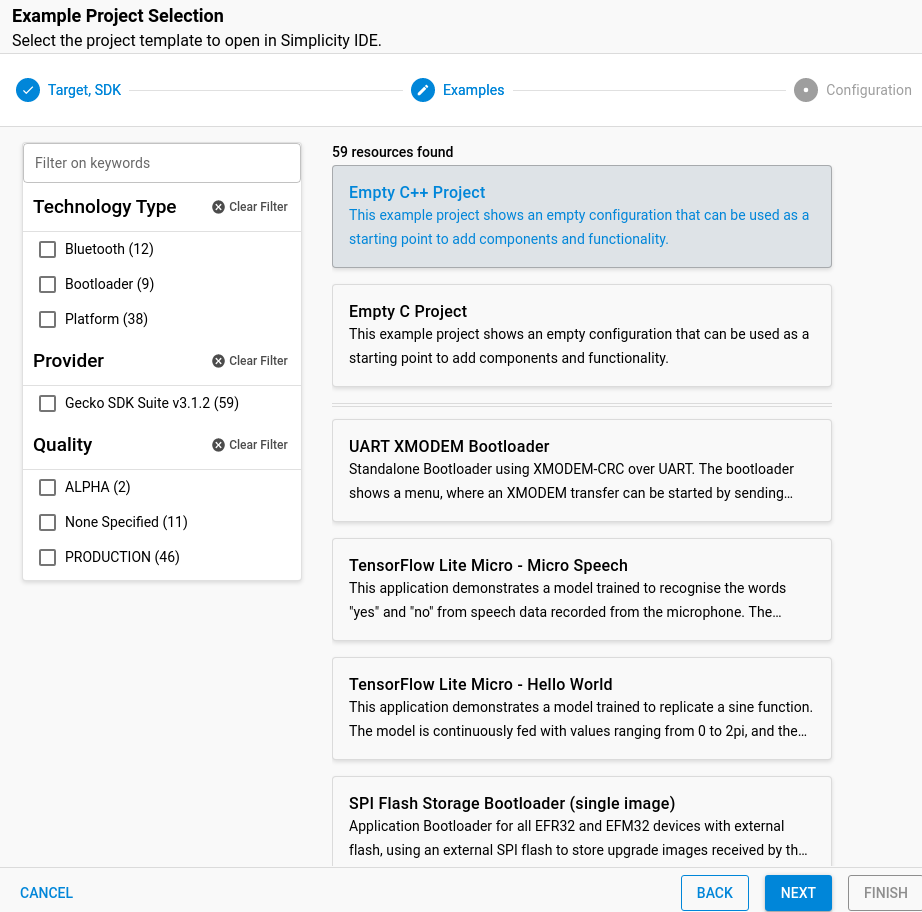 Example Project Selection
Select the project template to open in Simplicity IDE.
Target, SDK
Examples
Configuration
Filter on keywords
Technology Type
Clear Filter
Bluetooth (12)
Bootloader (9)
Platform (38)
Provider
Clear Filter
Gecko SDK Suite v3.1.2 (59)
Quality
Clear Filter
ALPHA (2)
None Specified (11)
PRODUCTION (46)
59 resources found
Empty C++ Project
This example project shows an empty configuration that can be used as a
starting point to add components and functionality.
Empty C Project
This example project shows an empty configuration that can be used as a
starting point to add components and functionality.
UART XMODEM Bootloader
Standalone Bootloader using XMODEM-CRC over UART. The bootloader
shows a menu, where an XMODEM transfer can be started by sending…
TensorFlow Lite Micro - Micro Speech
This application demonstrates a model trained to recognise the words
"yes" and "no" from speech data recorded from the microphone. The…
TensorFlow Lite Micro - Hello World
This application demonstrates a model trained to replicate a sine function.
The model is continuously fed with values ranging from 0 to 2pi, and the…
SPI Flash Storage Bootloader (single image)
Application Bootloader for all EFR32 and EFM32 devices with external
flash, using an external SPI flash to store upgrade images received by th…
CANCEL
BACK
NEXT
FINISH